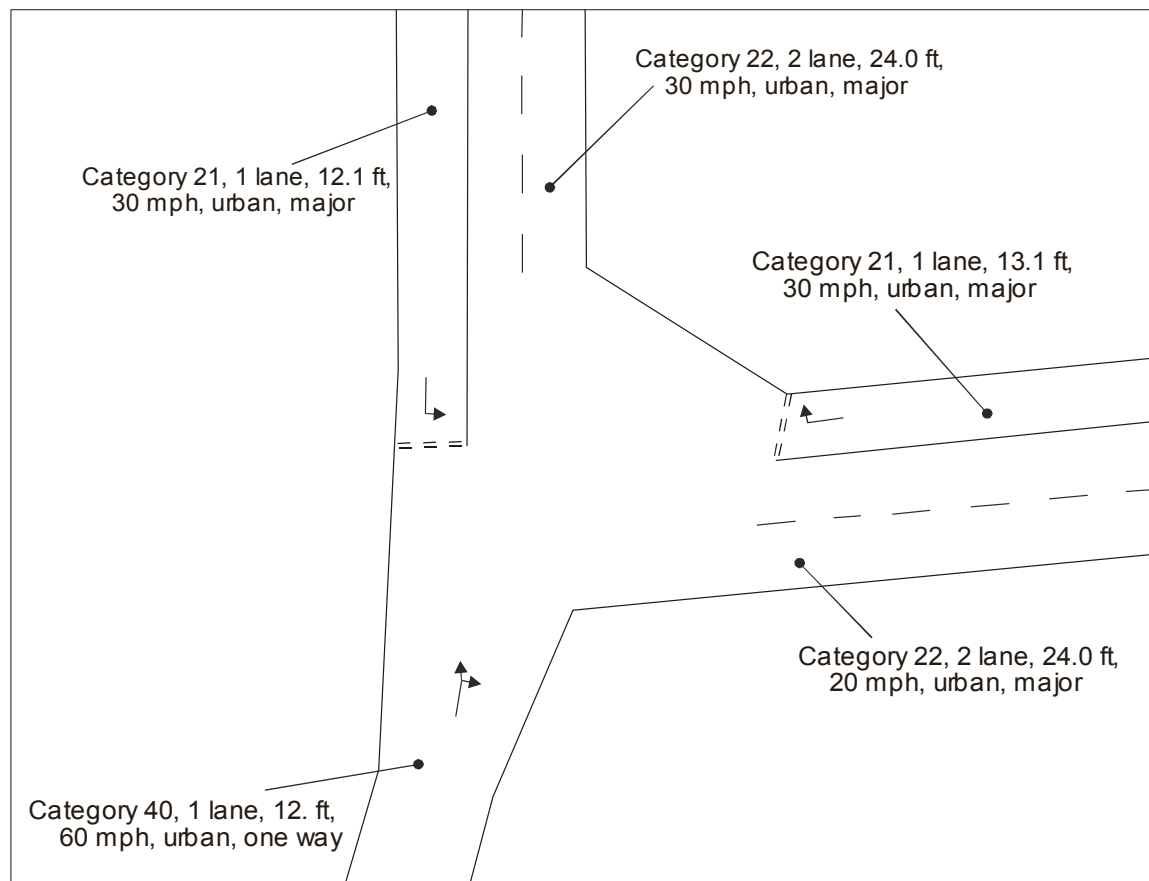 Category 22, 2 lane, 24.0 ft,
30 mph, urban, major
Category 21, 1 lane, 12.1 ft,
30 mph, urban, major
Category 21, 1 lane, 13.1 ft,
30 mph, urban, major
Category 22, 2 lane, 24.0 ft,
20 mph, urban, major
Category 40, 1 lane, 12. ft,
60 mph, urban, one way